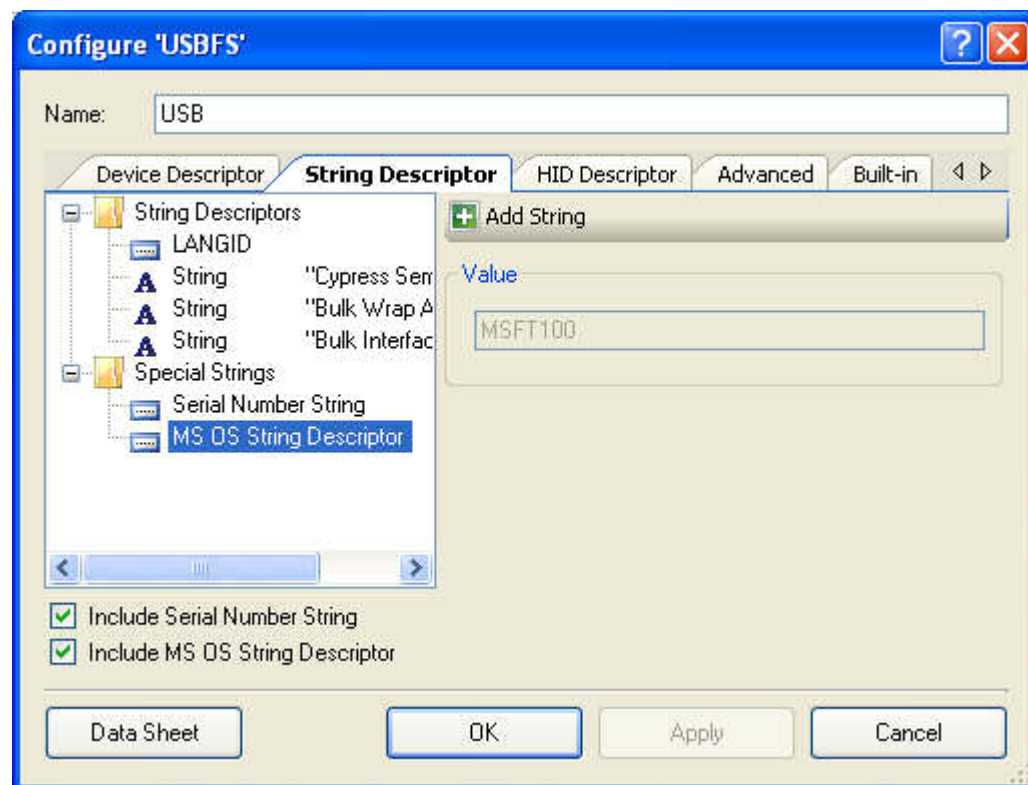 Configure 'USBFS'
Name: USB
Device Descriptor String Descriptor HID Descriptor Advanced Built-in
String Descriptors
Add String
LANGID
String "Cypress Sem
Value
String "Bulk Wrap A
MSFT100
String "Bulk Interfac
Special Strings
Serial Number String
MS OS String Descriptor
Include Serial Number String
Include MS OS String Descriptor
Data Sheet OK Apply Cancel